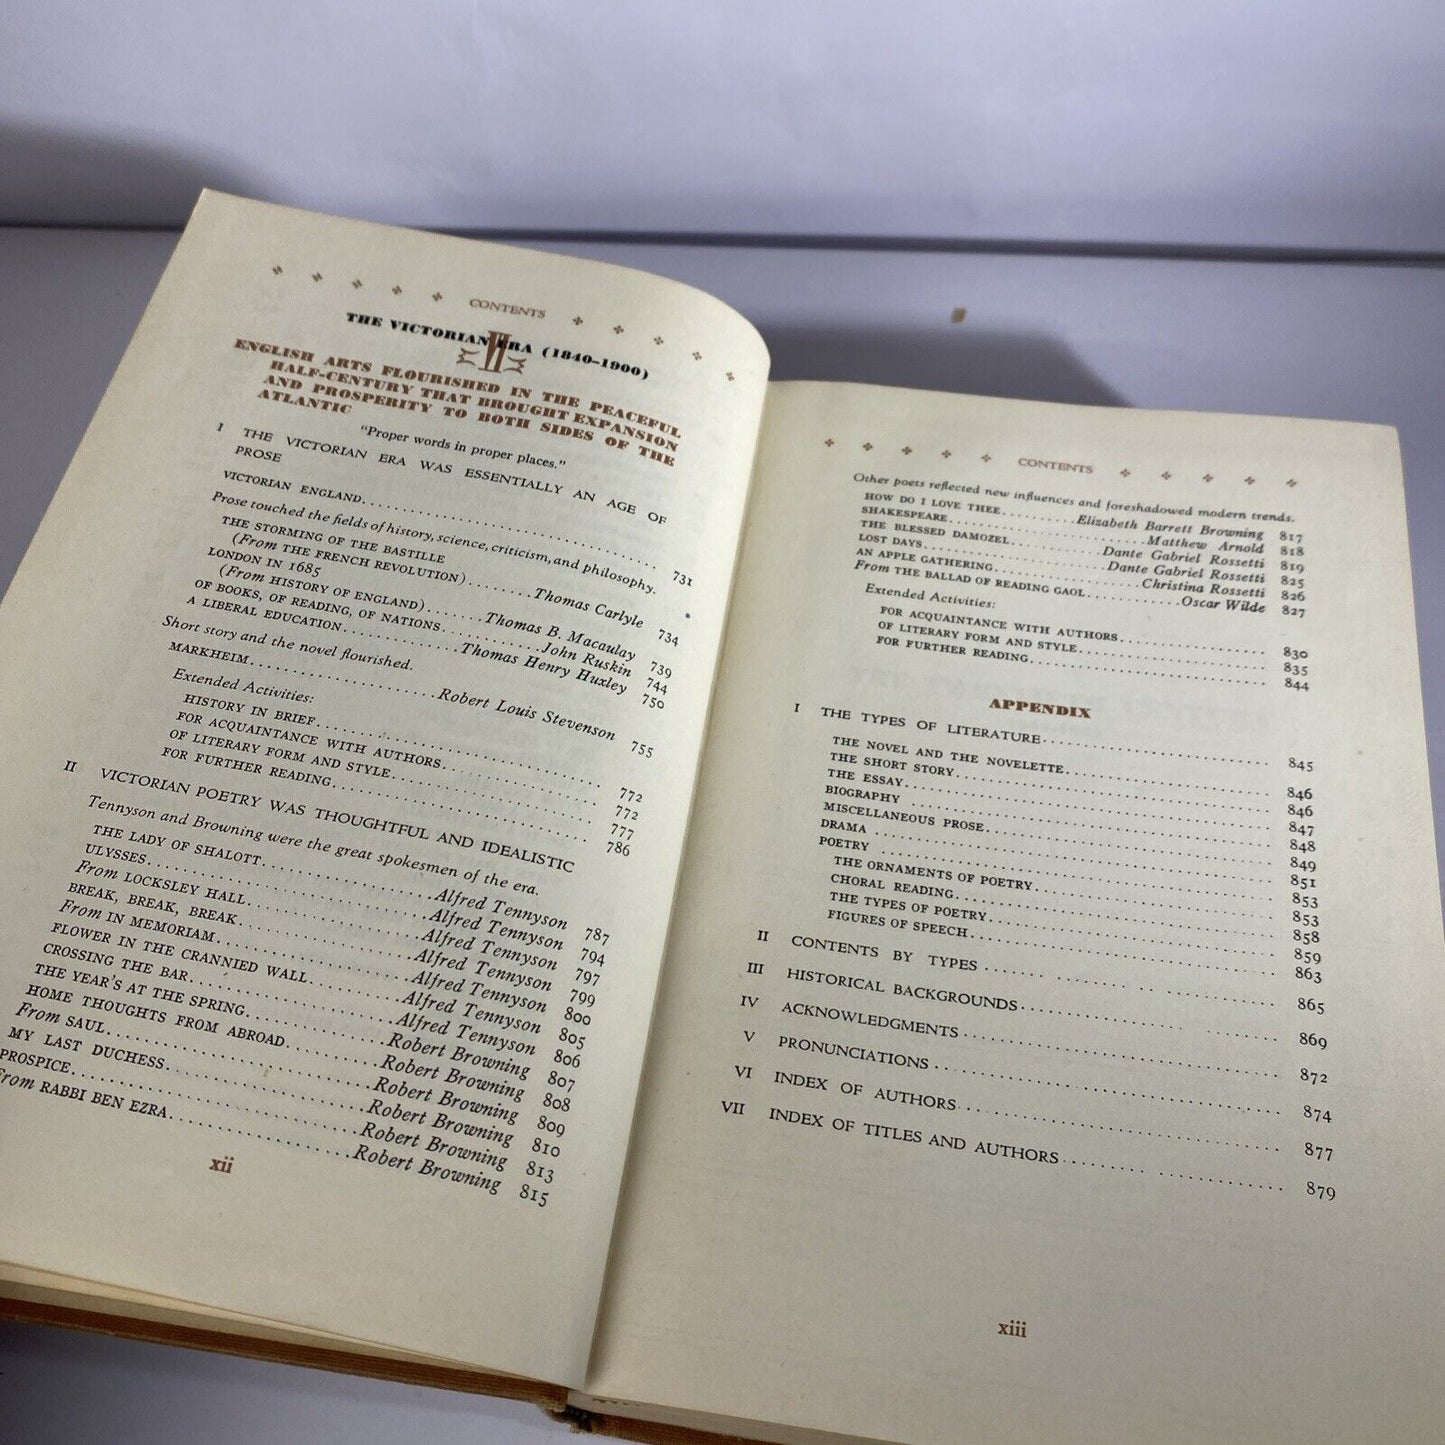 CONTENTS
THE VICTORIAN ERA (1840–1900)
II
ENGLISH ARTS FLOURISHED IN THE PEACEFUL
HALF-CENTURY THAT BROUGHT EXPANSION
AND PROSPERITY TO BOTH SIDES OF THE
ATLANTIC
"Proper words in proper places."
I THE VICTORIAN ERA WAS ESSENTIALLY AN AGE OF
PROSE
VICTORIAN ENGLAND 731
Prose touched the fields of history, science, criticism, and philosophy.
THE STORMING OF THE BASTILLE
(From THE FRENCH REVOLUTION) Thomas Carlyle 734
LONDON IN 1685
(From HISTORY OF ENGLAND) Thomas B. Macaulay 739
OF BOOKS, OF READING, OF NATIONS John Ruskin 744
A LIBERAL EDUCATION Thomas Henry Huxley 750
Short story and the novel flourished.
MARKHEIM Robert Louis Stevenson 755
Extended Activities:
HISTORY IN BRIEF 772
FOR ACQUAINTANCE WITH AUTHORS 772
OF LITERARY FORM AND STYLE 777
FOR FURTHER READING 786
II VICTORIAN POETRY WAS THOUGHTFUL AND IDEALISTIC
Tennyson and Browning were the great spokesmen of the era.
THE LADY OF SHALOTT Alfred Tennyson 787
ULYSSES Alfred Tennyson 794
From LOCKSLEY HALL Alfred Tennyson 797
BREAK, BREAK, BREAK Alfred Tennyson 799
From IN MEMORIAM Alfred Tennyson 800
FLOWER IN THE CRANNIED WALL Alfred Tennyson 805
CROSSING THE BAR Alfred Tennyson 806
THE YEAR'S AT THE SPRING Robert Browning 807
HOME THOUGHTS FROM ABROAD Robert Browning 808
From SAUL Robert Browning 809
MY LAST DUCHESS Robert Browning 810
PROSPICE Robert Browning 813
From RABBI BEN EZRA Robert Browning 815
xii
CONTENTS
Other poets reflected new influences and foreshadowed modern trends.
HOW DO I LOVE THEE Elizabeth Barrett Browning 817
SHAKESPEARE Matthew Arnold 818
THE BLESSED DAMOZEL Dante Gabriel Rossetti 819
LOST DAYS Dante Gabriel Rossetti 825
AN APPLE GATHERING Christina Rossetti 826
From THE BALLAD OF READING GAOL Oscar Wilde 827
Extended Activities:
FOR ACQUAINTANCE WITH AUTHORS 830
OF LITERARY FORM AND STYLE 835
FOR FURTHER READING 844
APPENDIX
I THE TYPES OF LITERATURE 845
THE NOVEL AND THE NOVELETTE 846
THE SHORT STORY 846
THE ESSAY 847
BIOGRAPHY 848
MISCELLANEOUS PROSE 849
DRAMA 851
POETRY 853
THE ORNAMENTS OF POETRY 853
CHORAL READING 858
THE TYPES OF POETRY 859
FIGURES OF SPEECH 863
II CONTENTS BY TYPES 865
III HISTORICAL BACKGROUNDS 869
IV ACKNOWLEDGMENTS 872
V PRONUNCIATIONS 874
VI INDEX OF AUTHORS 877
VII INDEX OF TITLES AND AUTHORS 879
xiii